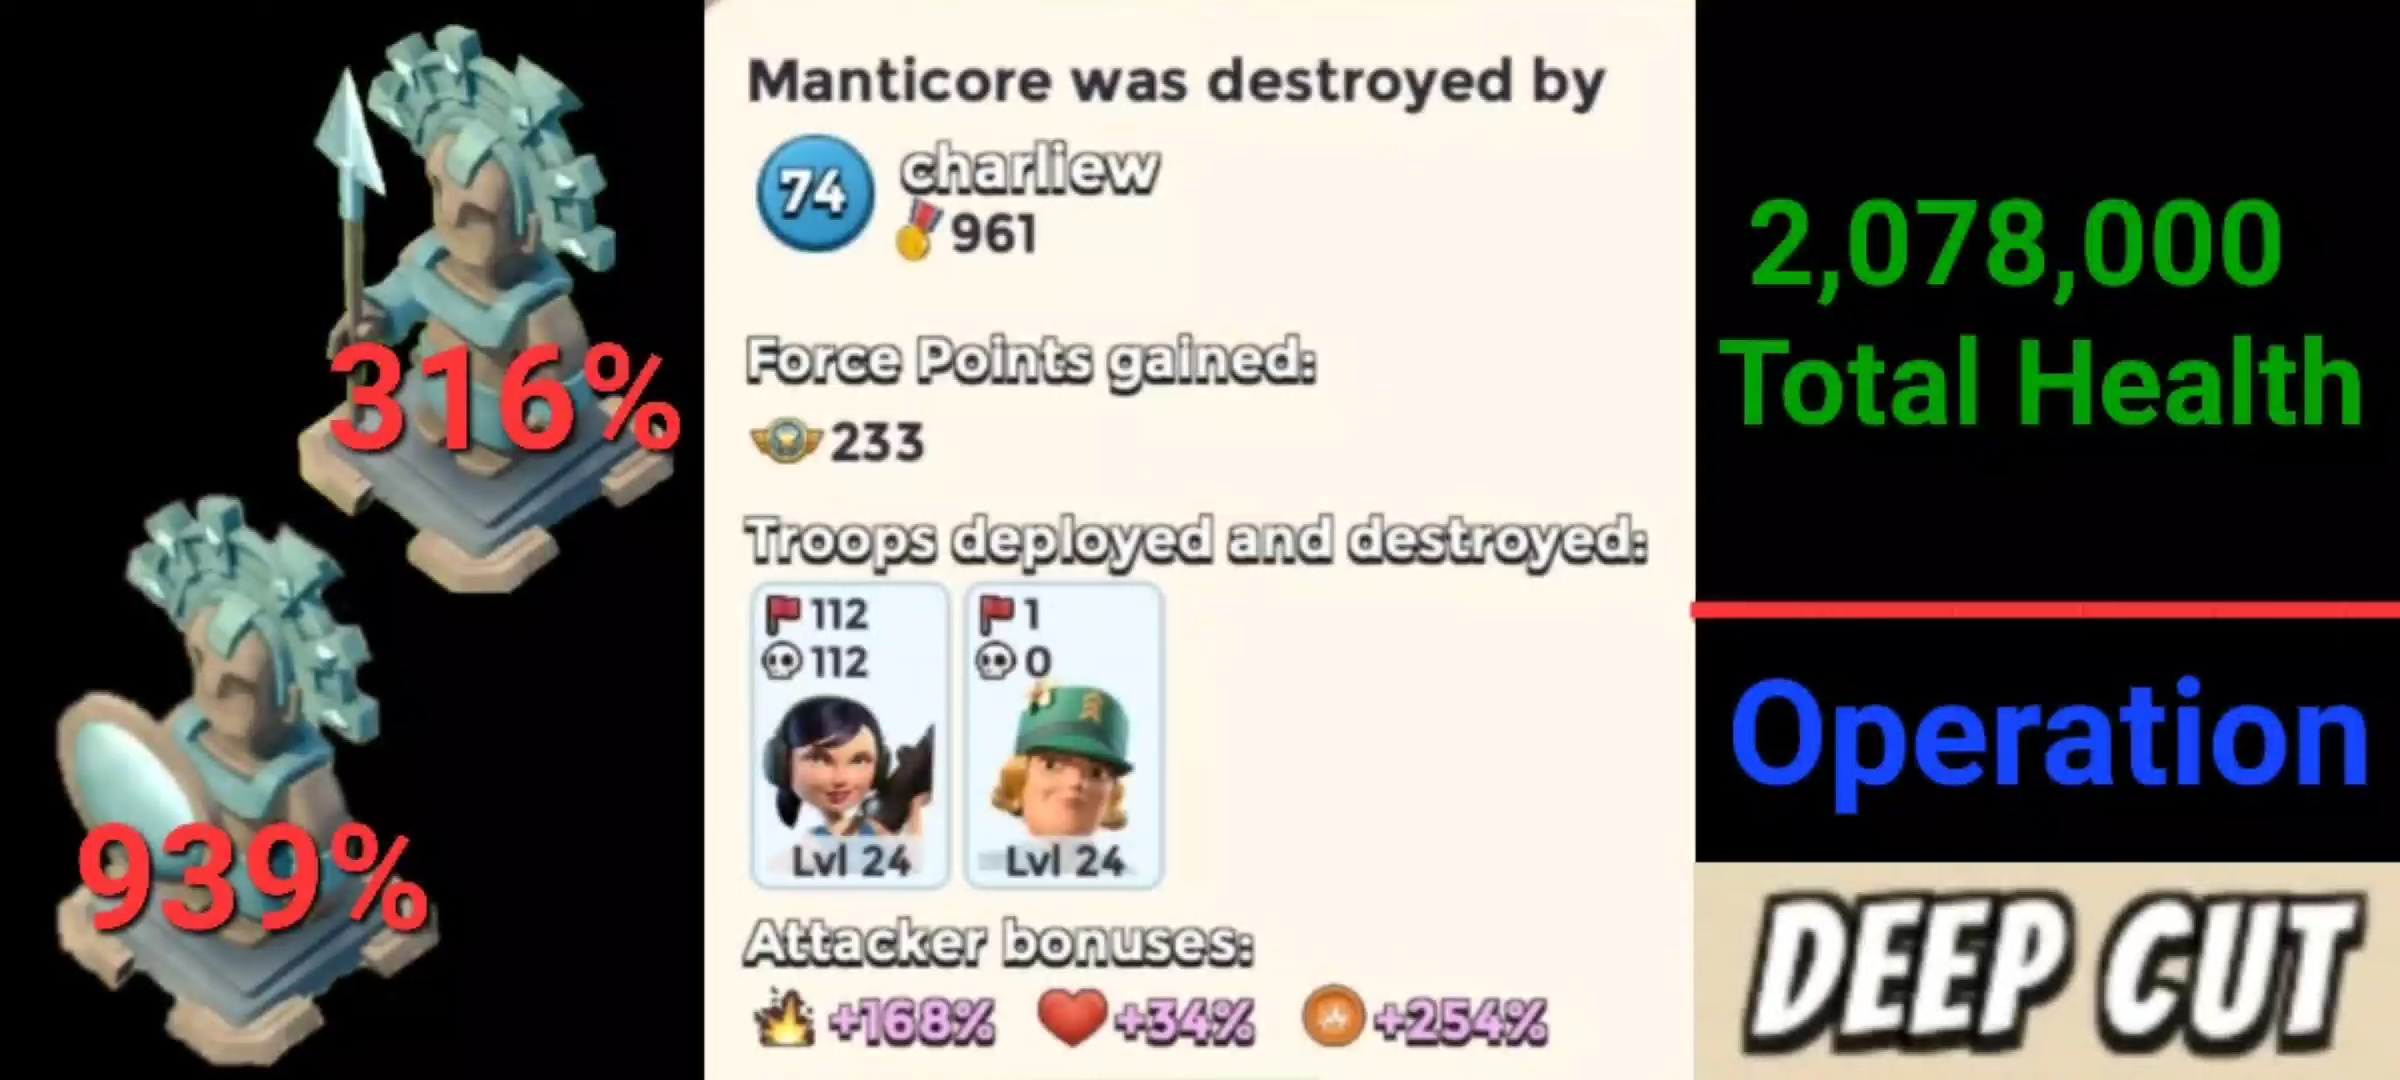 316%
939%
Manticore was destroyed by
74
charliew
961
Force Points gained:
233
Troops deployed and destroyed:
112
112
Lvl 24
1
0
Lvl 24
Attacker bonuses:
+168% +34% +254%
2,078,000
Total Health
Operation
DEEP CUT